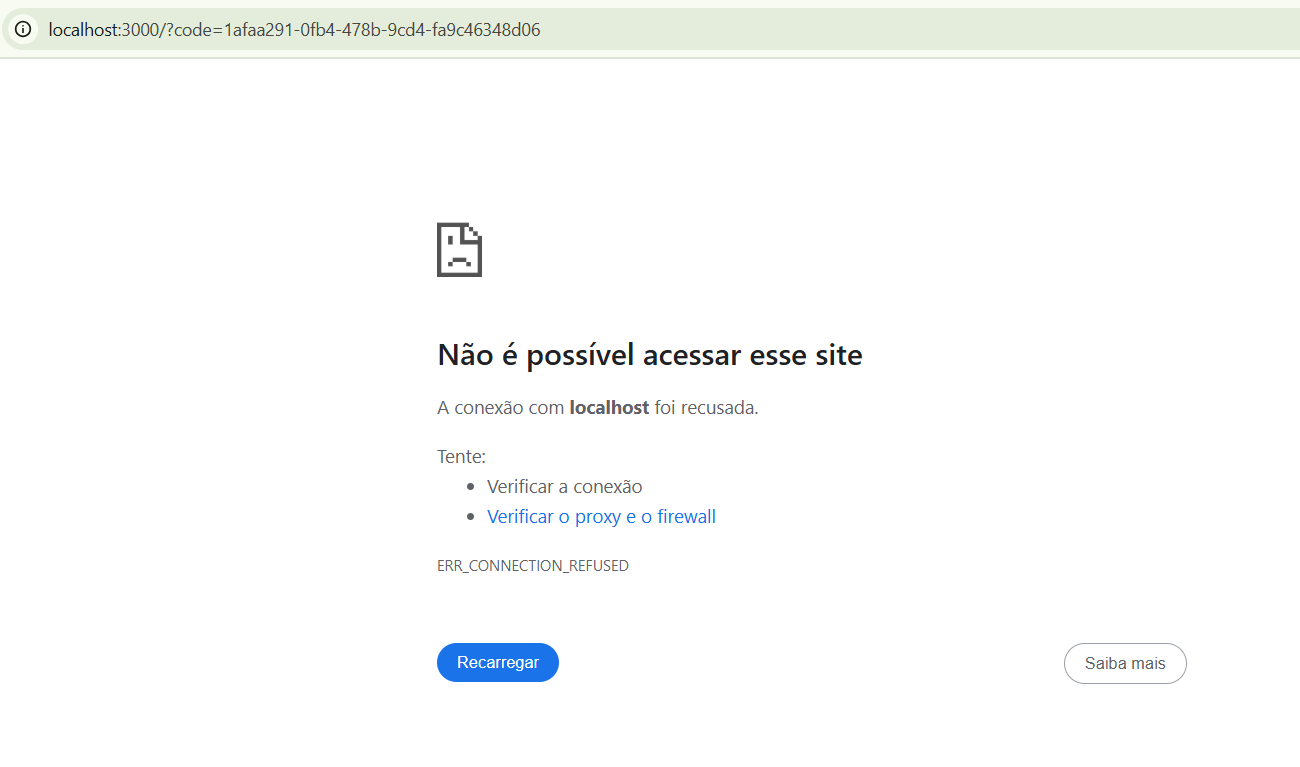 localhost:3000/?code=1afaa291-0fb4-478b-9cd4-fa9c46348d06
Não é possível acessar esse site
A conexão com localhost foi recusada.
Tente:
Verificar a conexão
Verificar o proxy e o firewall
ERR_CONNECTION_REFUSED
Recarregar
Saiba mais